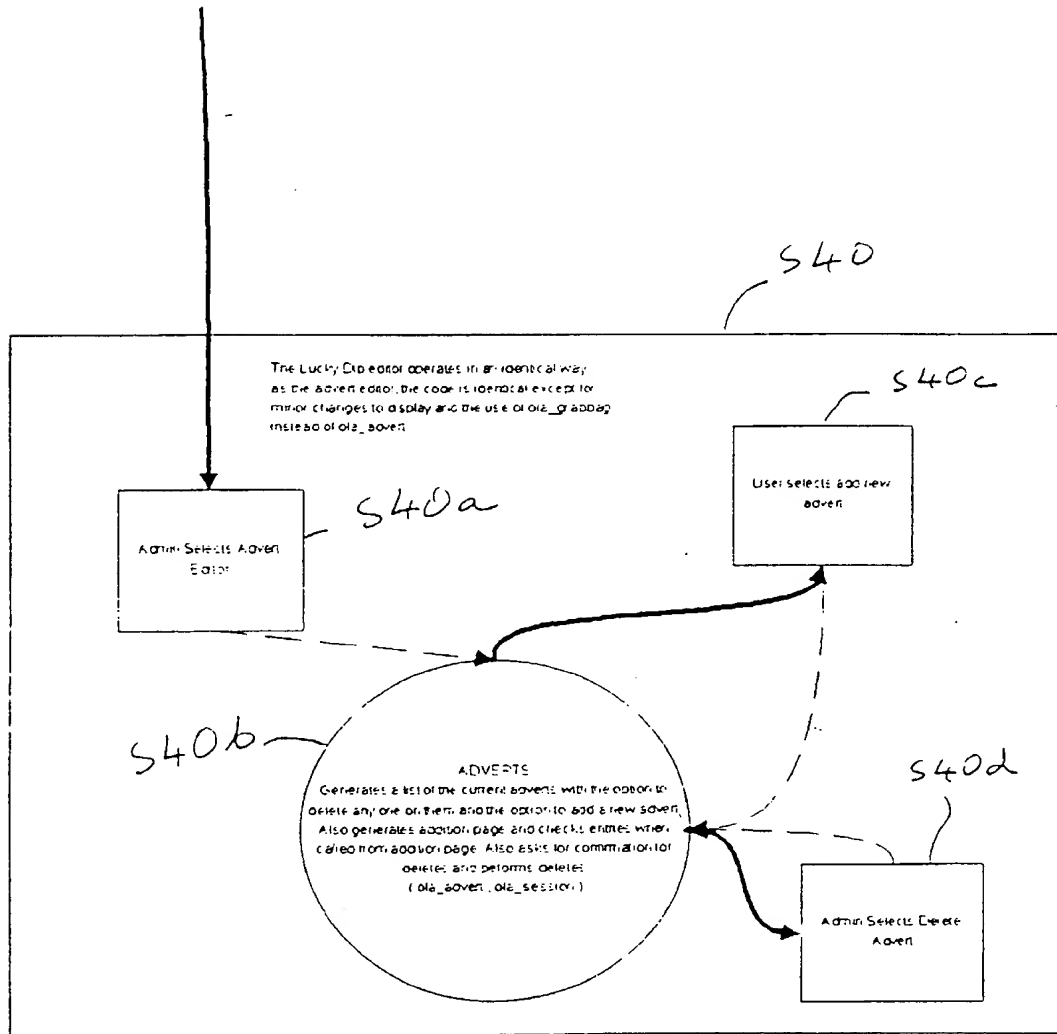 S40
The Lucky Dip editor operates in an identical way
as the advert editor, the code is identical except for
minor changes to display and the use of ola_grabbag
instead of ola_advert
S40c
User selects add new
advert
S40a
Admin Selects Advert
Editor
S40b
S40d
ADVERTS
Generates a list of the current adverts with the option to
delete any one on them and the option to add a new advert,
Also generates addition page and checks entries when
called from addition page. Also asks for confirmation for
deletes and performs deletes
( ola_advert , ola_session )
Admin Selects Delete
Advert